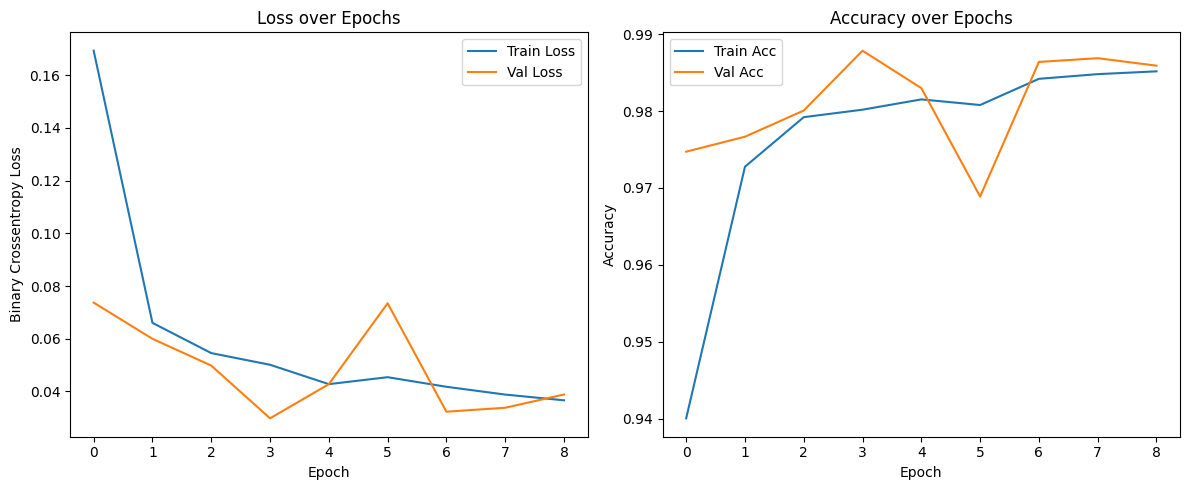 Loss over Epochs
Train Loss
Val Loss
Binary Crossentropy Loss
0.16
0.14
0.12
0.10
0.08
0.06
0.04
0 1 2 3 4 5 6 7 8
Epoch
Accuracy over Epochs
Train Acc
Val Acc
Accuracy
0.99
0.98
0.97
0.96
0.95
0.94
0 1 2 3 4 5 6 7 8
Epoch